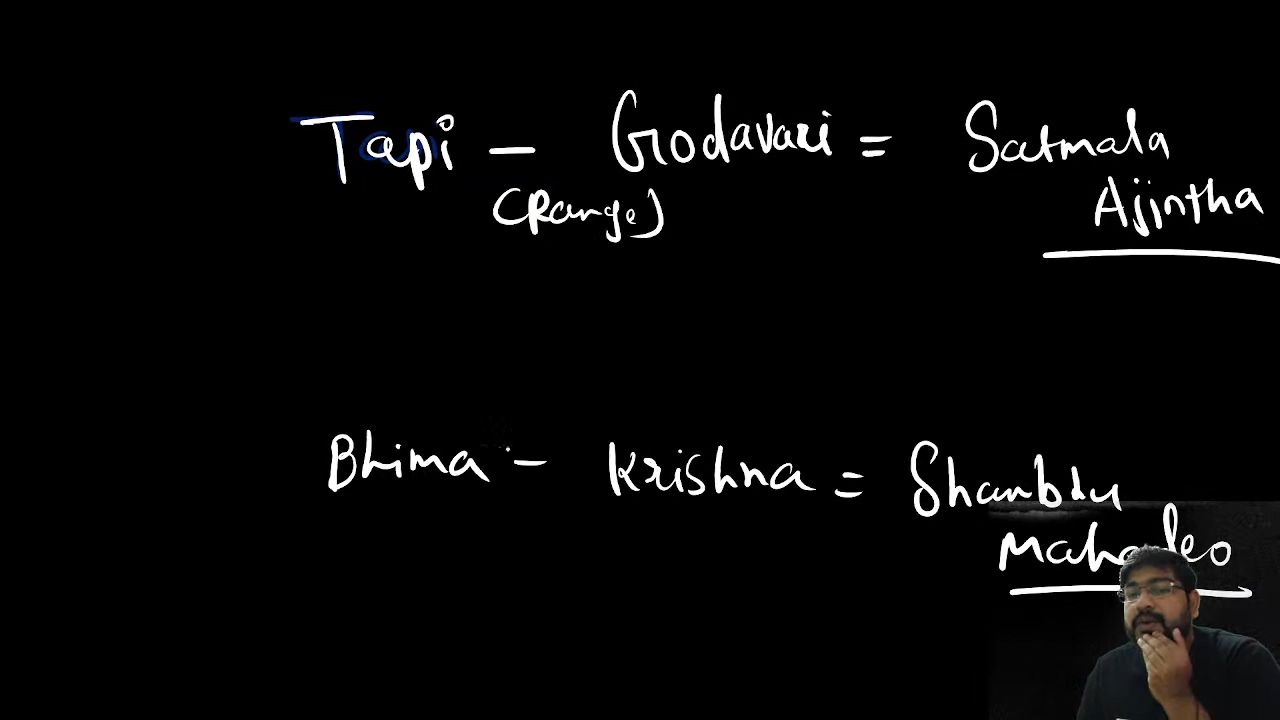 Tapi - Godavari = Satmala
(Range) Ajintha
Bhima - Krishna = Shambhu
Mahadeo